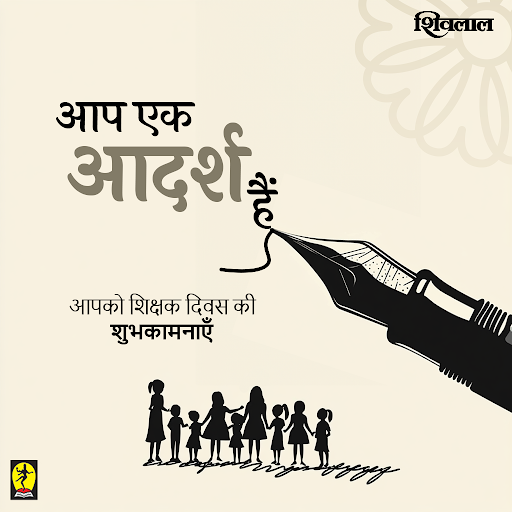 शिवलाल
आप एक
आदर्श
हैं
आपको शिक्षक दिवस की
शुभकामनाएँ